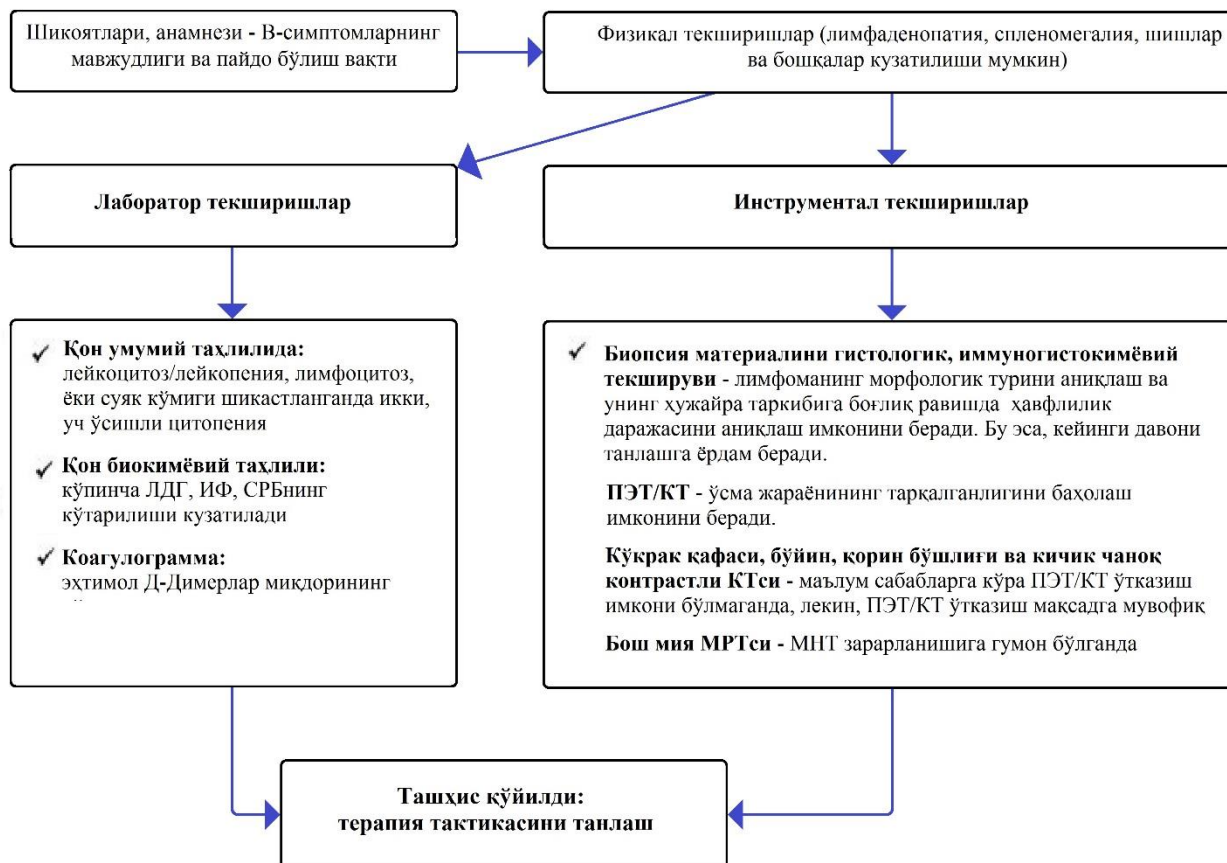 Шикоятлари, анамнези - В-симптомларнинг
мавжудлиги ва пайдо бўлиш вақти
Физикал текширишлар (лимфаденопатия, спленомегалия, шишлар
ва бошқалар кузатилиши мумкин)
Лаборатор текширишлар
Инструментал текширишлар
Қон умумий таҳлилида:
лейкоцитоз/лейкопения, лимфоцитоз,
ёки суяк кўмиги шикастланганда икки,
уч ўсишли цитопения
Қон биокимёвий таҳлили:
кўпинча ЛДГ, ИФ, СРБнинг
кўтарилиши кузатилади
Коагулограмма:
эҳтимол Д-Димерлар миқдорининг
Биопсия материалини гистологик, иммуногистокимёвий
текшируви - лимфоманинг морфологик турини аниқлаш ва
унинг ҳужайра таркибига боғлиқ равишда ҳавфлилик
даражасини аниқлаш имконини беради. Бу эса, кейинги давони
танлашга ёрдам беради.
ПЭТ/КТ - ўсма жараёнининг тарқалганлигини баҳолаш
имконини беради.
Кўкрак қафаси, бўйин, қорин бўшлиғи ва кичик чаноқ
контрастли КТси - маълум сабабларга кўра ПЭТ/КТ ўтказиш
имкони бўлмаганда, лекин, ПЭТ/КТ ўтказиш мақсадга мувофиқ
Бош мия МРТси - МНТ зарарланишига гумон бўлганда
Ташҳис қўйилди:
терапия тактикасини танлаш